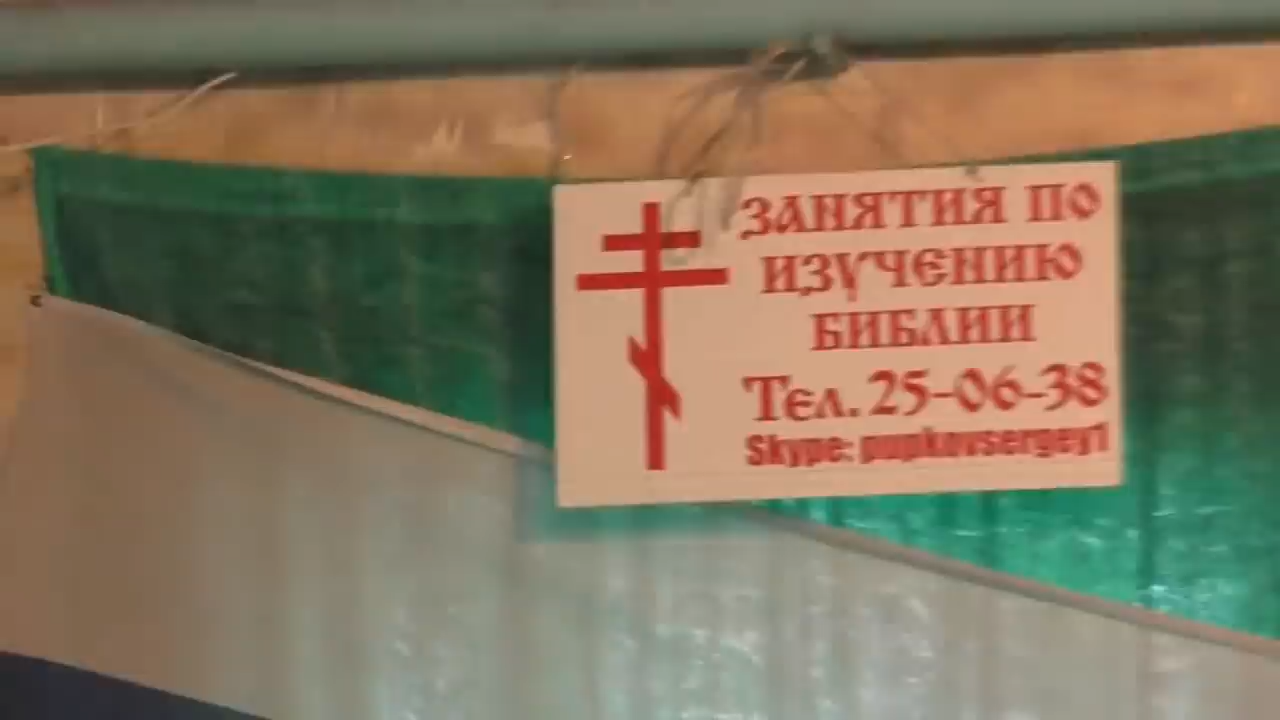 ЗАНЯТИЯ ПО
ИЗУЧЕНИЮ
БИБЛИИ
Тел. 25-06-38
Skype: pupkovsergey1